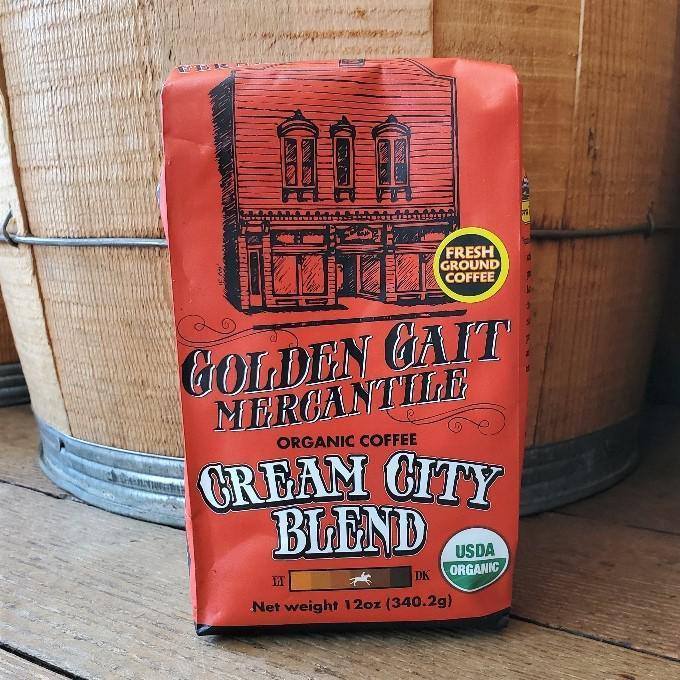 FRESH
GROUND
COFFEE
GOLDEN GAIT
MERCANTILE
ORGANIC COFFEE
CREAM CITY
BLEND
USDA
ORGANIC
LT DK
Net weight 12oz (340.2g)